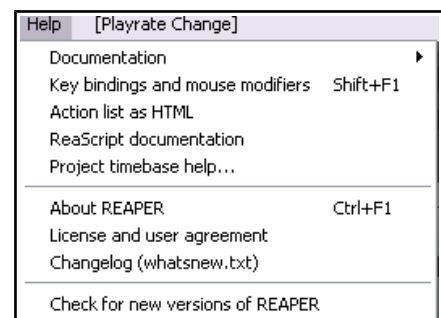 Help [Playrate Change]
Documentation
Key bindings and mouse modifiers Shift+F1
Action list as HTML
ReaScript documentation
Project timebase help...
About REAPER Ctrl+F1
License and user agreement
Changelog (whatsnew.txt)
Check for new versions of REAPER